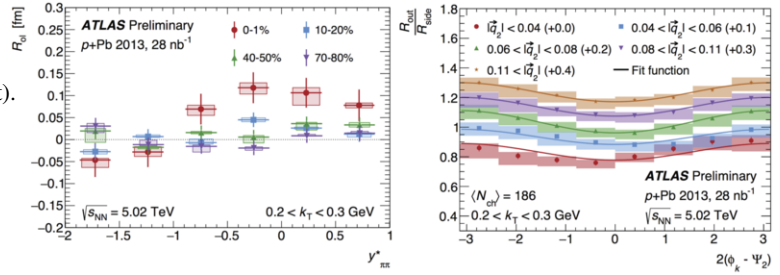 t).
R_ol [fm]
ATLAS Preliminary
p+Pb 2013, 28 nb⁻¹
0-1%
10-20%
40-50%
70-80%
0.3
0.25
0.2
0.15
0.1
0.05
0
−0.05
−0.1
−0.15
−0.2
√s_NN = 5.02 TeV
0.2 < k_T < 0.3 GeV
−2 −1.5 −1 −0.5 0 0.5 1
y*_ππ
R_out
R_side
|q⃗₂| < 0.04 (+0.0)
0.04 < |q⃗₂| < 0.06 (+0.1)
0.06 < |q⃗₂| < 0.08 (+0.2)
0.08 < |q⃗₂| < 0.11 (+0.3)
0.11 < |q⃗₂| (+0.4)
Fit function
1.8
1.6
1.4
1.2
1.0
0.8
0.6
0.4
⟨N_ch⟩ = 186
0.2 < k_T < 0.3 GeV
ATLAS Preliminary
p+Pb 2013, 28 nb⁻¹
√s_NN = 5.02 TeV
−3 −2 −1 0 1 2 3
2(ϕ_k - Ψ₂)